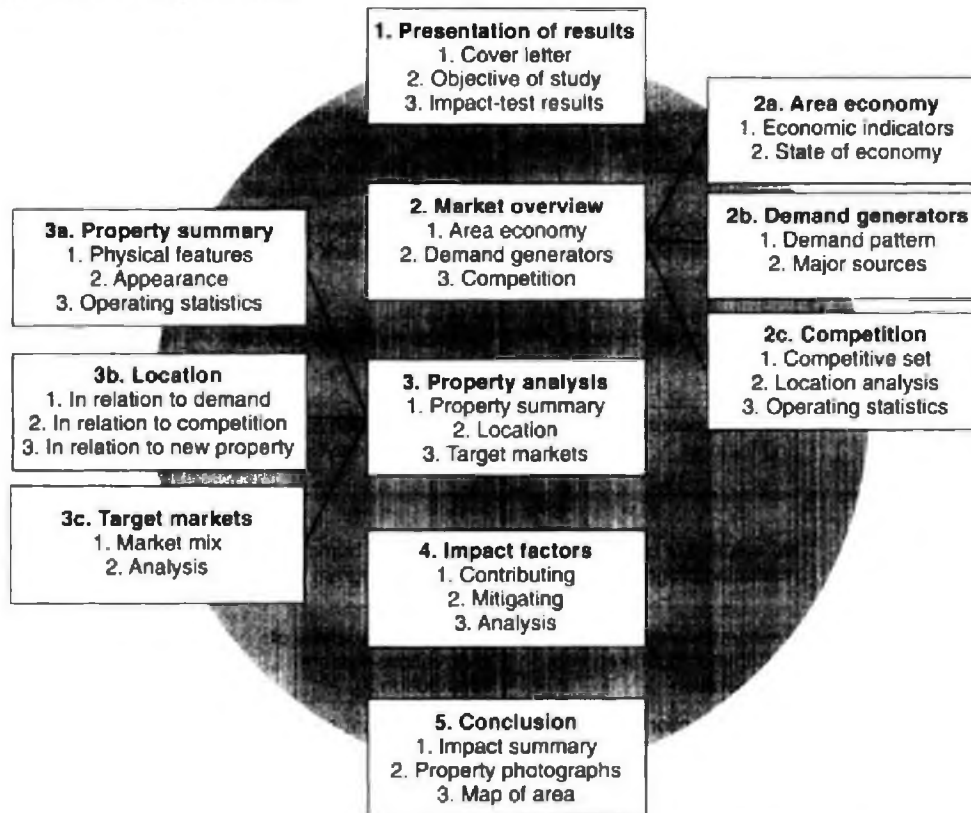 1. Presentation of results
1. Cover letter
2. Objective of study
3. Impact-test results
2. Market overview
1. Area economy
2. Demand generators
3. Competition
2a. Area economy
1. Economic indicators
2. State of economy
2b. Demand generators
1. Demand pattern
2. Major sources
2c. Competition
1. Competitive set
2. Location analysis
3. Operating statistics
3. Property analysis
1. Property summary
2. Location
3. Target markets
3a. Property summary
1. Physical features
2. Appearance
3. Operating statistics
3b. Location
1. In relation to demand
2. In relation to competition
3. In relation to new property
3c. Target markets
1. Market mix
2. Analysis
4. Impact factors
1. Contributing
2. Mitigating
3. Analysis
5. Conclusion
1. Impact summary
2. Property photographs
3. Map of area